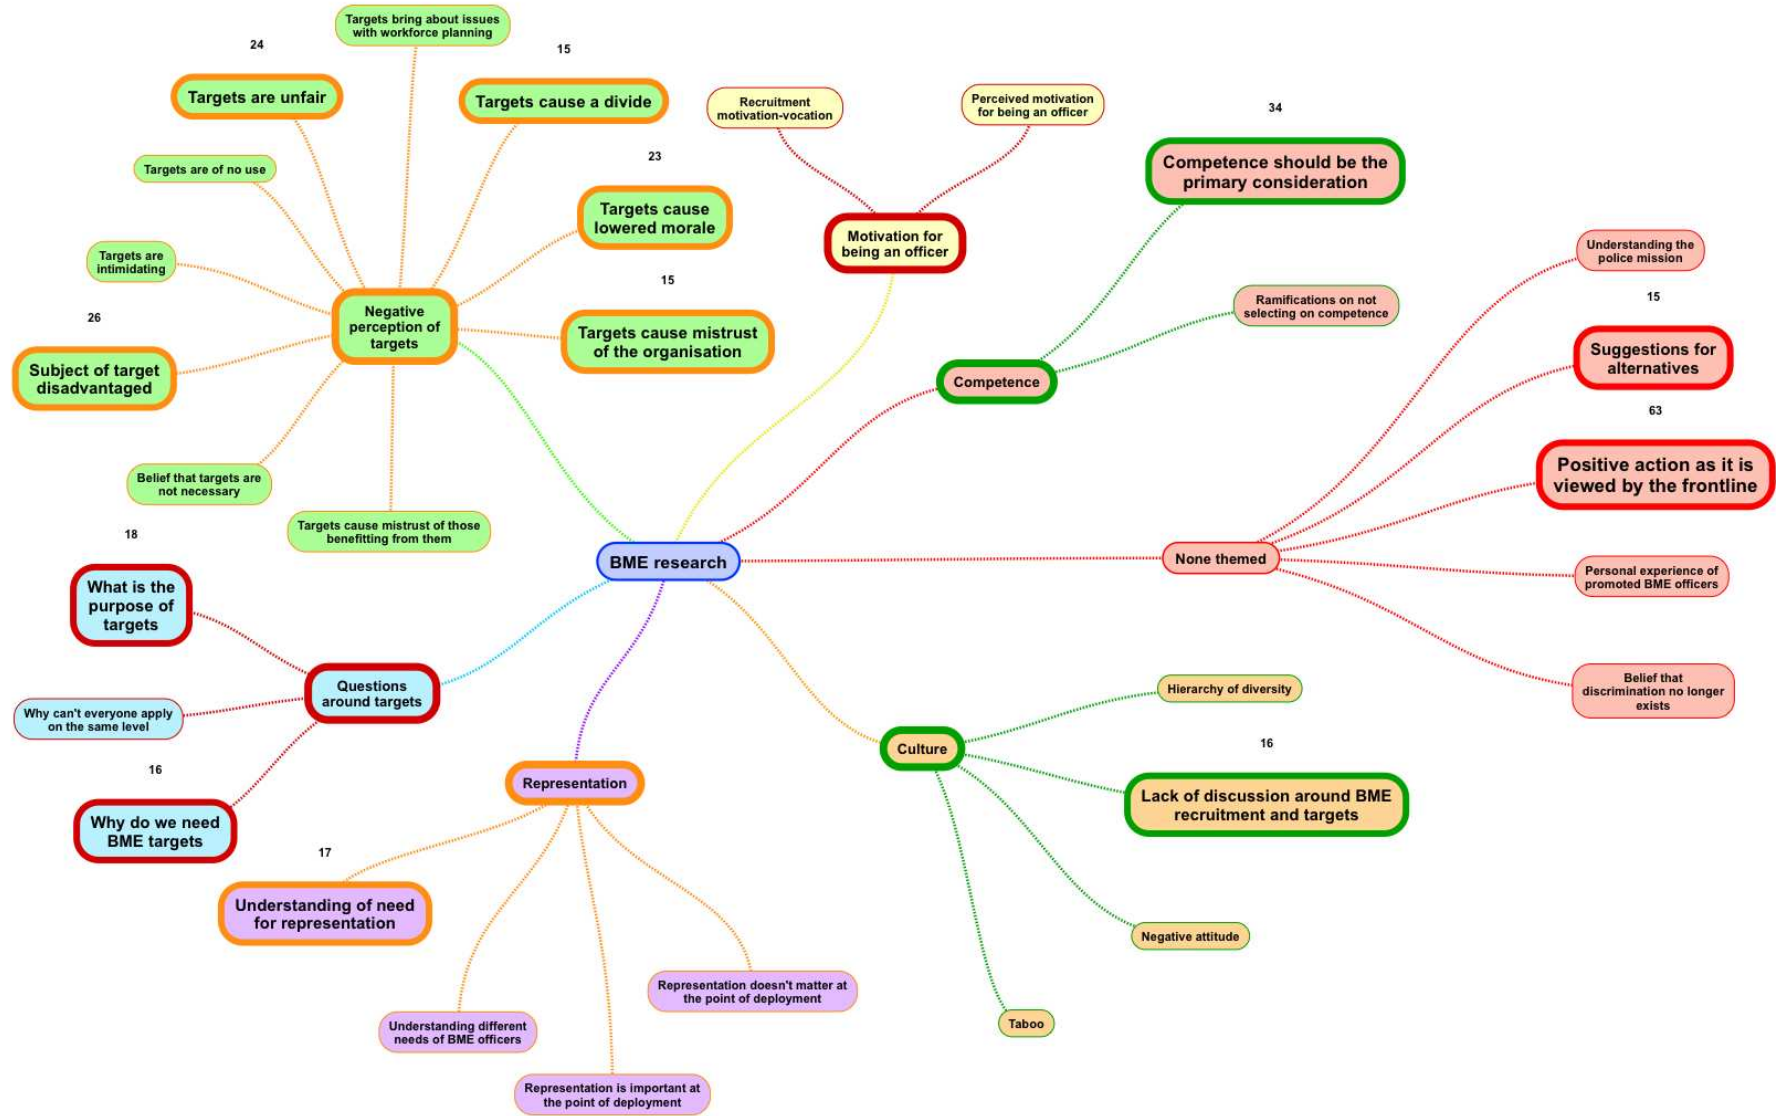 Targets bring about issues
with workforce planning
24
Targets are unfair
15
Targets cause a divide
Targets are of no use
23
Targets cause
lowered morale
Targets are
intimidating
15
Targets cause mistrust
of the organisation
Negative
perception of
targets
26
Subject of target
disadvantaged
Belief that targets are
not necessary
Targets cause mistrust of those
benefitting from them
Recruitment
motivation-vocation
Perceived motivation
for being an officer
Motivation for
being an officer
34
Competence should be the
primary consideration
Ramifications on not
selecting on competence
Competence
Understanding the
police mission
15
Suggestions for
alternatives
63
Positive action as it is
viewed by the frontline
None themed
Personal experience of
promoted BME officers
Belief that
discrimination no longer
exists
BME research
18
What is the
purpose of
targets
Questions
around targets
Why can't everyone apply
on the same level
16
Why do we need
BME targets
Representation
17
Understanding of need
for representation
Understanding different
needs of BME officers
Representation is important at
the point of deployment
Representation doesn't matter at
the point of deployment
Culture
Hierarchy of diversity
16
Lack of discussion around BME
recruitment and targets
Negative attitude
Taboo